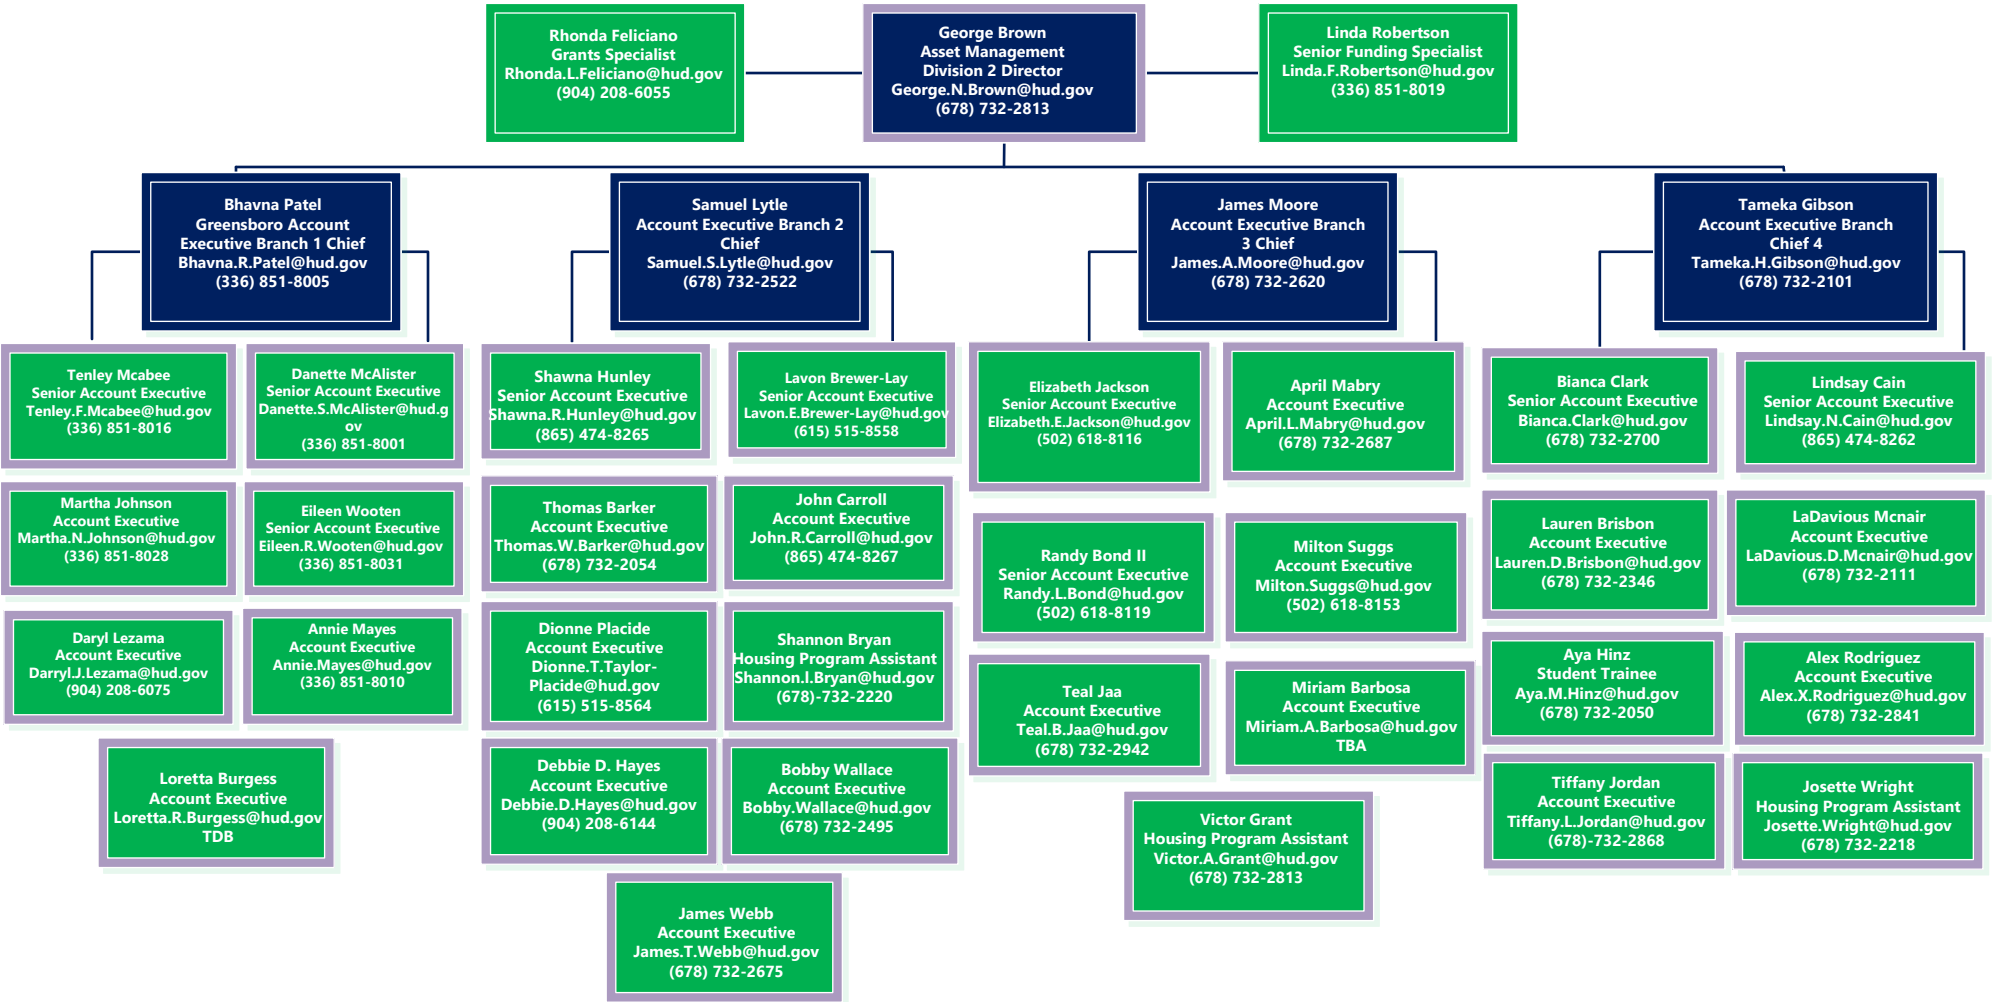 Rhonda Feliciano
Grants Specialist
Rhonda.L.Feliciano@hud.gov
(904) 208-6055
George Brown
Asset Management
Division 2 Director
George.N.Brown@hud.gov
(678) 732-2813
Linda Robertson
Senior Funding Specialist
Linda.F.Robertson@hud.gov
(336) 851-8019
Bhavna Patel
Greensboro Account
Executive Branch 1 Chief
Bhavna.R.Patel@hud.gov
(336) 851-8005
Samuel Lytle
Account Executive Branch 2
Chief
Samuel.S.Lytle@hud.gov
(678) 732-2522
James Moore
Account Executive Branch
3 Chief
James.A.Moore@hud.gov
(678) 732-2620
Tameka Gibson
Account Executive Branch
Chief 4
Tameka.H.Gibson@hud.gov
(678) 732-2101
Tenley Mcabee
Senior Account Executive
Tenley.F.Mcabee@hud.gov
(336) 851-8016
Danette McAlister
Senior Account Executive
Danette.S.McAlister@hud.g
ov
(336) 851-8001
Martha Johnson
Account Executive
Martha.N.Johnson@hud.gov
(336) 851-8028
Eileen Wooten
Senior Account Executive
Eileen.R.Wooten@hud.gov
(336) 851-8031
Daryl Lezama
Account Executive
Darryl.J.Lezama@hud.gov
(904) 208-6075
Annie Mayes
Account Executive
Annie.Mayes@hud.gov
(336) 851-8010
Loretta Burgess
Account Executive
Loretta.R.Burgess@hud.gov
TDB
Shawna Hunley
Senior Account Executive
Shawna.R.Hunley@hud.gov
(865) 474-8265
Lavon Brewer-Lay
Senior Account Executive
Lavon.E.Brewer-Lay@hud.gov
(615) 515-8558
Thomas Barker
Account Executive
Thomas.W.Barker@hud.gov
(678) 732-2054
John Carroll
Account Executive
John.R.Carroll@hud.gov
(865) 474-8267
Dionne Placide
Account Executive
Dionne.T.Taylor-
Placide@hud.gov
(615) 515-8564
Shannon Bryan
Housing Program Assistant
Shannon.I.Bryan@hud.gov
(678)-732-2220
Debbie D. Hayes
Account Executive
Debbie.D.Hayes@hud.gov
(904) 208-6144
Bobby Wallace
Account Executive
Bobby.Wallace@hud.gov
(678) 732-2495
James Webb
Account Executive
James.T.Webb@hud.gov
(678) 732-2675
Elizabeth Jackson
Senior Account Executive
Elizabeth.E.Jackson@hud.gov
(502) 618-8116
April Mabry
Account Executive
April.L.Mabry@hud.gov
(678) 732-2687
Randy Bond II
Senior Account Executive
Randy.L.Bond@hud.gov
(502) 618-8119
Milton Suggs
Account Executive
Milton.Suggs@hud.gov
(502) 618-8153
Teal Jaa
Account Executive
Teal.B.Jaa@hud.gov
(678) 732-2942
Miriam Barbosa
Account Executive
Miriam.A.Barbosa@hud.gov
TBA
Victor Grant
Housing Program Assistant
Victor.A.Grant@hud.gov
(678) 732-2813
Bianca Clark
Senior Account Executive
Bianca.Clark@hud.gov
(678) 732-2700
Lindsay Cain
Senior Account Executive
Lindsay.N.Cain@hud.gov
(865) 474-8262
Lauren Brisbon
Account Executive
Lauren.D.Brisbon@hud.gov
(678) 732-2346
LaDavious Mcnair
Account Executive
LaDavious.D.Mcnair@hud.gov
(678) 732-2111
Aya Hinz
Student Trainee
Aya.M.Hinz@hud.gov
(678) 732-2050
Alex Rodriguez
Account Executive
Alex.X.Rodriguez@hud.gov
(678) 732-2841
Tiffany Jordan
Account Executive
Tiffany.L.Jordan@hud.gov
(678)-732-2868
Josette Wright
Housing Program Assistant
Josette.Wright@hud.gov
(678) 732-2218